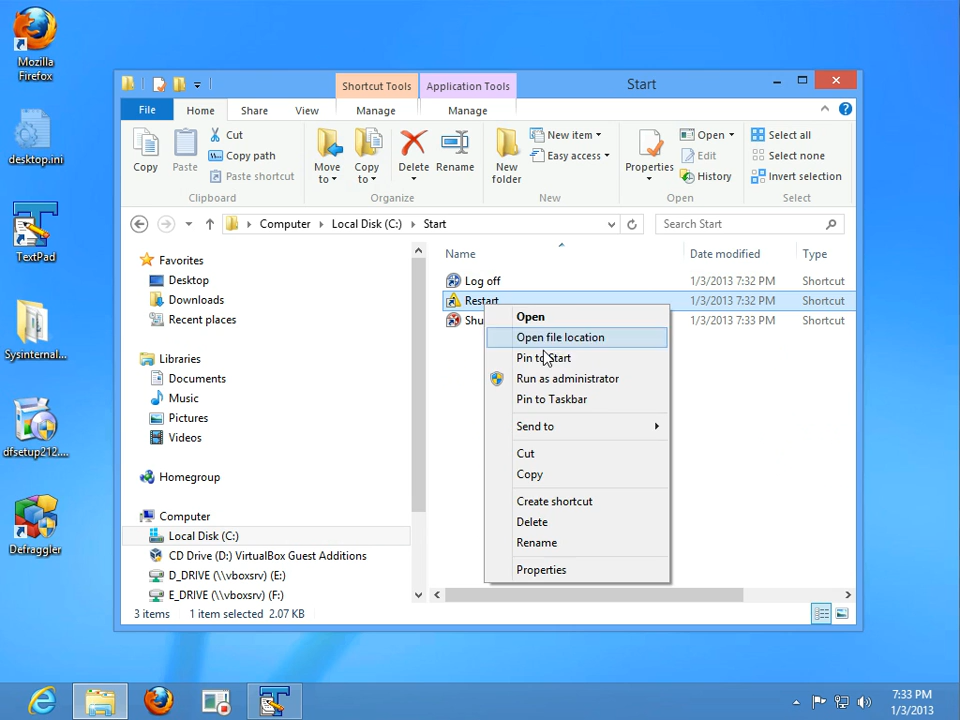 Mozilla
Firefox
desktop.ini
TextPad
Sysinternal...
dfsetup212....
Defraggler
Shortcut Tools
Application Tools
Start
File
Home
Share
View
Manage
Manage
Copy
Paste
Cut
Copy path
Paste shortcut
Clipboard
Move
to
Copy
to
Delete
Rename
Organize
New
folder
New item
Easy access
New
Properties
Open
Edit
History
Open
Select all
Select none
Invert selection
Select
Computer
Local Disk (C:)
Start
Search Start
Favorites
Desktop
Downloads
Recent places
Libraries
Documents
Music
Pictures
Videos
Homegroup
Computer
Local Disk (C:)
CD Drive (D:) VirtualBox Guest Additions
D_DRIVE (\\vboxsrv) (E:)
E_DRIVE (\\vboxsrv) (F:)
Name Date modified Type
Log off 1/3/2013 7:32 PM Shortcut
Restart 1/3/2013 7:32 PM Shortcut
Shu 1/3/2013 7:33 PM Shortcut
Open
Open file location
Pin to Start
Run as administrator
Pin to Taskbar
Send to
Cut
Copy
Create shortcut
Delete
Rename
Properties
3 items 1 item selected 2.07 KB
7:33 PM
1/3/2013